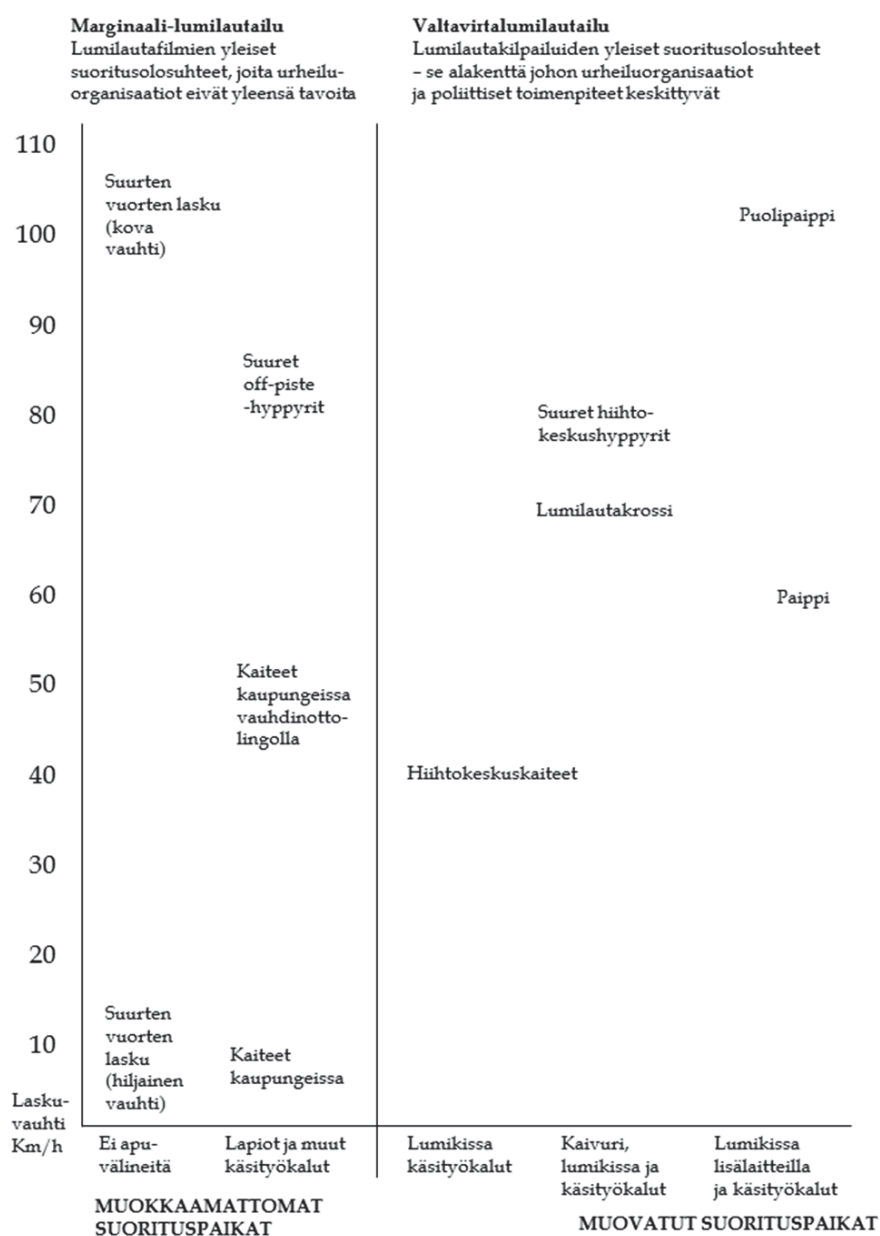 Marginaali-lumilautailu
Lumilautafilmien yleiset
suoritusolosuhteet, joita urheilu-
organisaatiot eivät yleensä tavoita
Valtavirtalumilautailu
Lumilautakilpailuiden yleiset suoritusolosuhteet
– se alakenttä johon urheiluorganisaatiot
ja poliittiset toimenpiteet keskittyvät
110
100
90
80
70
60
50
40
30
20
10
Lasku-
vauhti
Km/h
Suurten
vuorten lasku
(kova
vauhti)
Puolipaippi
Suuret
off-piste
-hyppyrit
Suuret hiihto-
keskushyppyrit
Lumilautakrossi
Paippi
Kaiteet
kaupungeissa
vauhdinotto-
lingolla
Hiihtokeskuskaiteet
Suurten
vuorten
lasku
(hiljainen
vauhti)
Kaiteet
kaupungeissa
Ei apu-
välineitä
Lapiot ja muut
käsityökalut
Lumikissa
käsityökalut
Kaivuri,
lumikissa ja
käsityökalut
Lumikissa
lisälaitteilla
ja käsityökalut
MUOKKAAMATTOMAT
SUORITUSPAIKAT
MUOVATUT SUORITUSPAIKAT